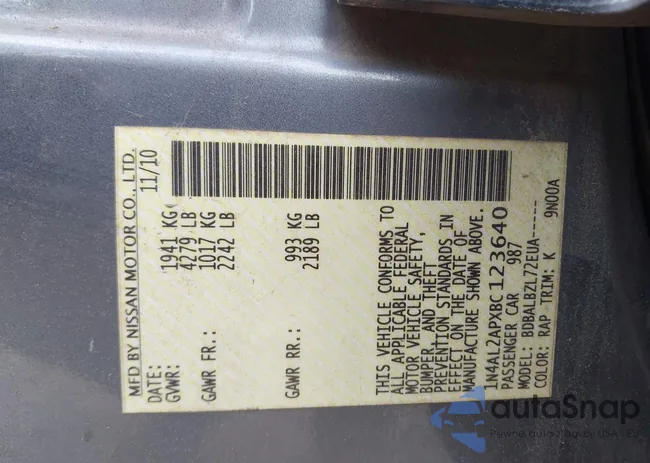 MFD BY NISSAN MOTOR CO., LTD.
DATE: 11/10
GVWR: 1941 KG
4279 LB
GAWR FR.: 1017 KG
2242 LB
GAWR RR.: 993 KG
2189 LB
THIS VEHICLE CONFORMS TO
ALL APPLICABLE FEDERAL
MOTOR VEHICLE SAFETY,
BUMPER, AND THEFT
PREVENTION STANDARDS IN
EFFECT ON THE DATE OF
MANUFACTURE SHOWN ABOVE.
1N4AL2APXBC123640
PASSENGER CAR 987
MODEL: BDBALBZL72EUA-----
COLOR: RAP TRIM: K 9N00A
autoSnap